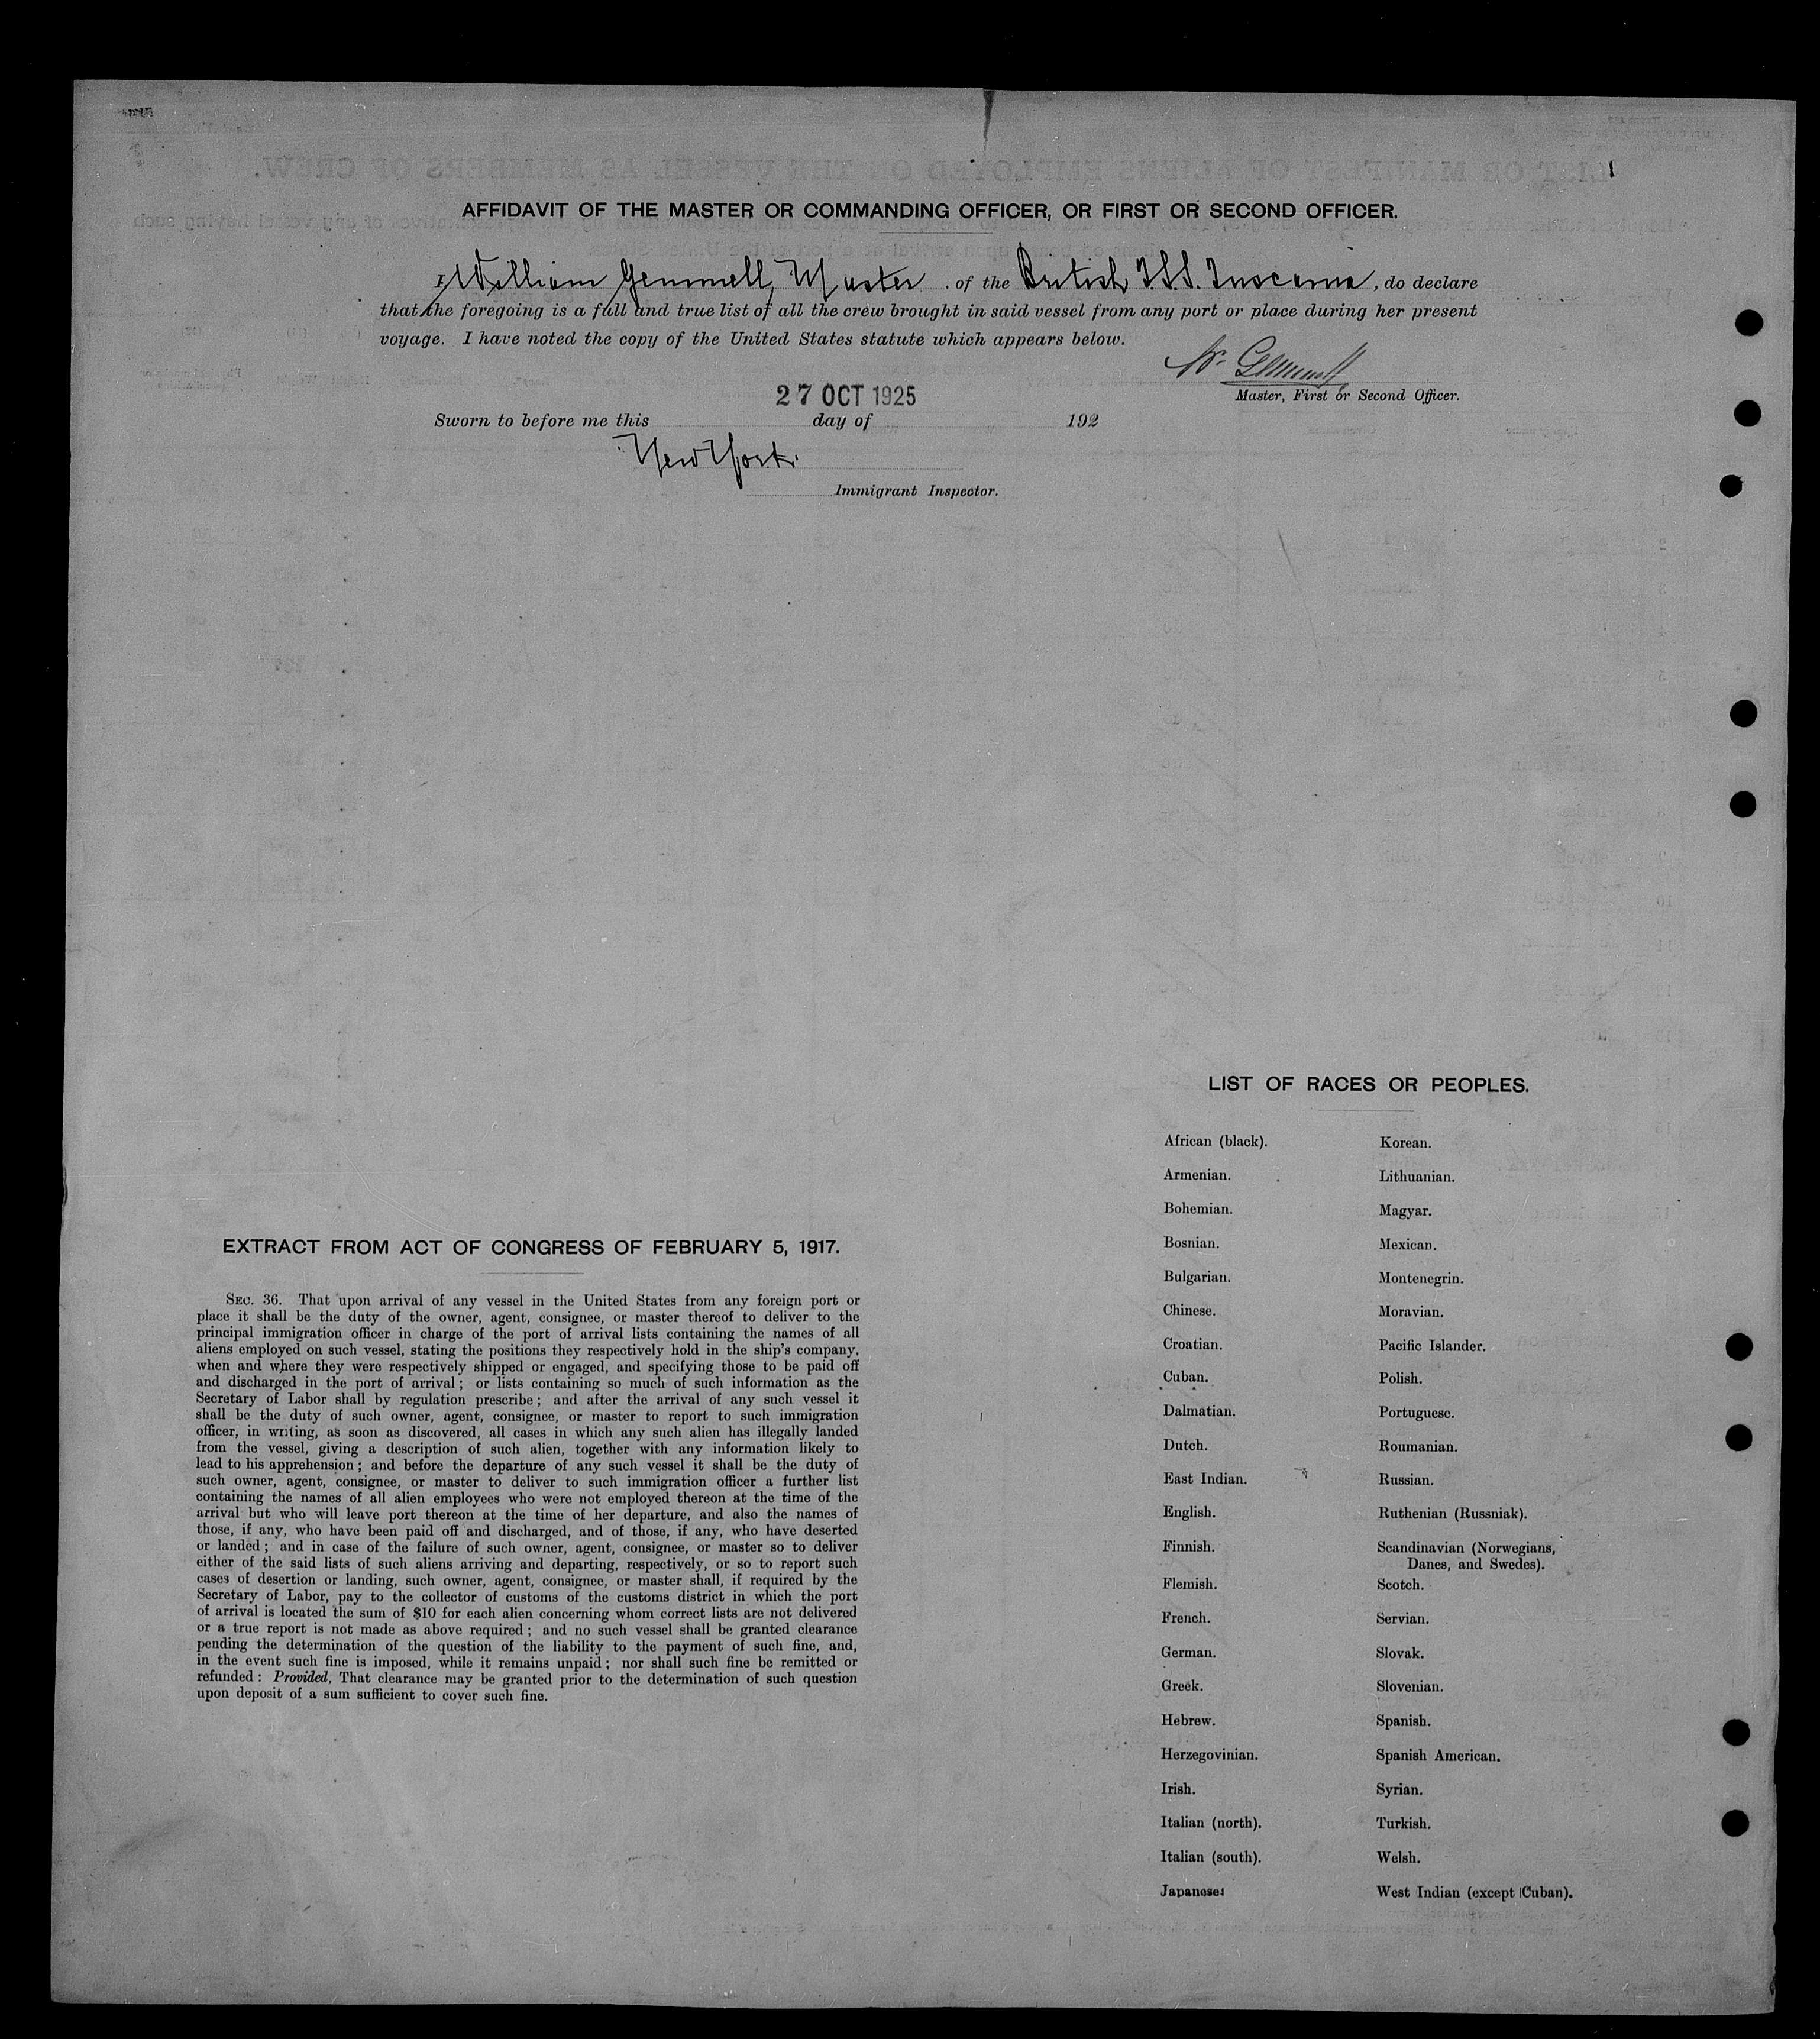 AFFIDAVIT OF THE MASTER OR COMMANDING OFFICER, OR FIRST OR SECOND OFFICER.
I William Gemmell, Master of the British T.S.S. Tuscania, do declare
that the foregoing is a full and true list of all the crew brought in said vessel from any port or place during her present
voyage. I have noted the copy of the United States statute which appears below.
W. Gemmell
Master, First or Second Officer.
27 OCT 1925
Sworn to before me this day of 192
New York
Immigrant Inspector.
EXTRACT FROM ACT OF CONGRESS OF FEBRUARY 5, 1917.
SEC. 36. That upon arrival of any vessel in the United States from any foreign port or
place it shall be the duty of the owner, agent, consignee, or master thereof to deliver to the
principal immigration officer in charge of the port of arrival lists containing the names of all
aliens employed on such vessel, stating the positions they respectively hold in the ship's company,
when and where they were respectively shipped or engaged, and specifying those to be paid off
and discharged in the port of arrival; or lists containing so much of such information as the
Secretary of Labor shall by regulation prescribe; and after the arrival of any such vessel it
shall be the duty of such owner, agent, consignee, or master to report to such immigration
officer, in writing, as soon as discovered, all cases in which any such alien has illegally landed
from the vessel, giving a description of such alien, together with any information likely to
lead to his apprehension; and before the departure of any such vessel it shall be the duty of
such owner, agent, consignee, or master to deliver to such immigration officer a further list
containing the names of all alien employees who were not employed thereon at the time of the
arrival but who will leave port thereon at the time of her departure, and also the names of
those, if any, who have been paid off and discharged, and of those, if any, who have deserted
or landed; and in case of the failure of such owner, agent, consignee, or master so to deliver
either of the said lists of such aliens arriving and departing, respectively, or so to report such
cases of desertion or landing, such owner, agent, consignee, or master shall, if required by the
Secretary of Labor, pay to the collector of customs of the customs district in which the port
of arrival is located the sum of $10 for each alien concerning whom correct lists are not delivered
or a true report is not made as above required; and no such vessel shall be granted clearance
pending the determination of the question of the liability to the payment of such fine, and,
in the event such fine is imposed, while it remains unpaid; nor shall such fine be remitted or
refunded: Provided, That clearance may be granted prior to the determination of such question
upon deposit of a sum sufficient to cover such fine.
LIST OF RACES OR PEOPLES.
African (black).
Armenian.
Bohemian.
Bosnian.
Bulgarian.
Chinese.
Croatian.
Cuban.
Dalmatian.
Dutch.
East Indian.
English.
Finnish.
Flemish.
French.
German.
Greek.
Hebrew.
Herzegovinian.
Irish.
Italian (north).
Italian (south).
Japanese.
Korean.
Lithuanian.
Magyar.
Mexican.
Montenegrin.
Moravian.
Pacific Islander.
Polish.
Portuguese.
Roumanian.
Russian.
Ruthenian (Russniak).
Scandinavian (Norwegians,
Danes, and Swedes).
Scotch.
Servian.
Slovak.
Slovenian.
Spanish.
Spanish American.
Syrian.
Turkish.
Welsh.
West Indian (except Cuban).